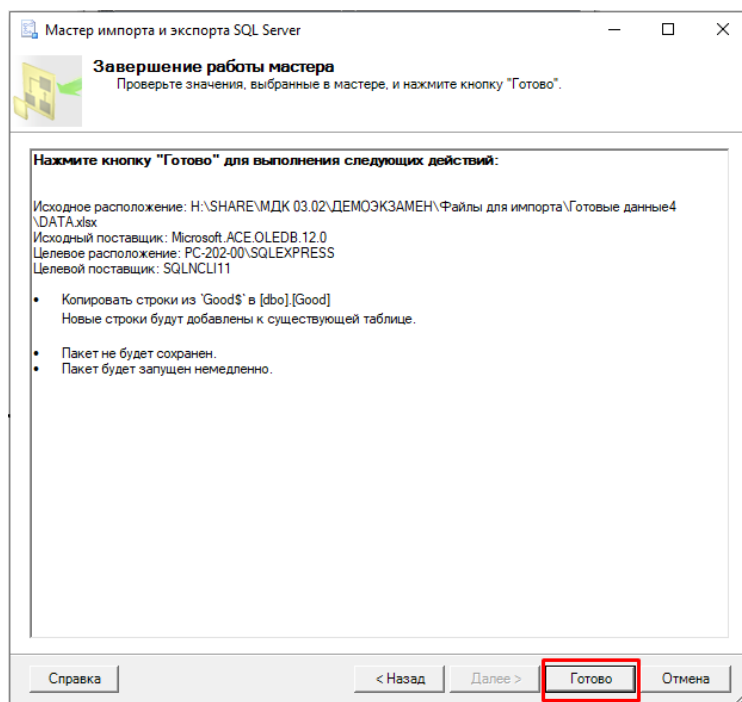 Мастер импорта и экспорта SQL Server
Завершение работы мастера
Проверьте значения, выбранные в мастере, и нажмите кнопку "Готово".
Нажмите кнопку "Готово" для выполнения следующих действий:
Исходное расположение: H:\SHARE\МДК 03.02\ДЕМОЭКЗАМЕН\Файлы для импорта\Готовые данные4
\DATA.xlsx
Исходный поставщик: Microsoft.ACE.OLEDB.12.0
Целевое расположение: PC-202-00\SQLEXPRESS
Целевой поставщик: SQLNCLI11
• Копировать строки из `Good$` в [dbo].[Good]
Новые строки будут добавлены к существующей таблице.
• Пакет не будет сохранен.
• Пакет будет запущен немедленно.
Справка < Назад Далее > Готово Отмена